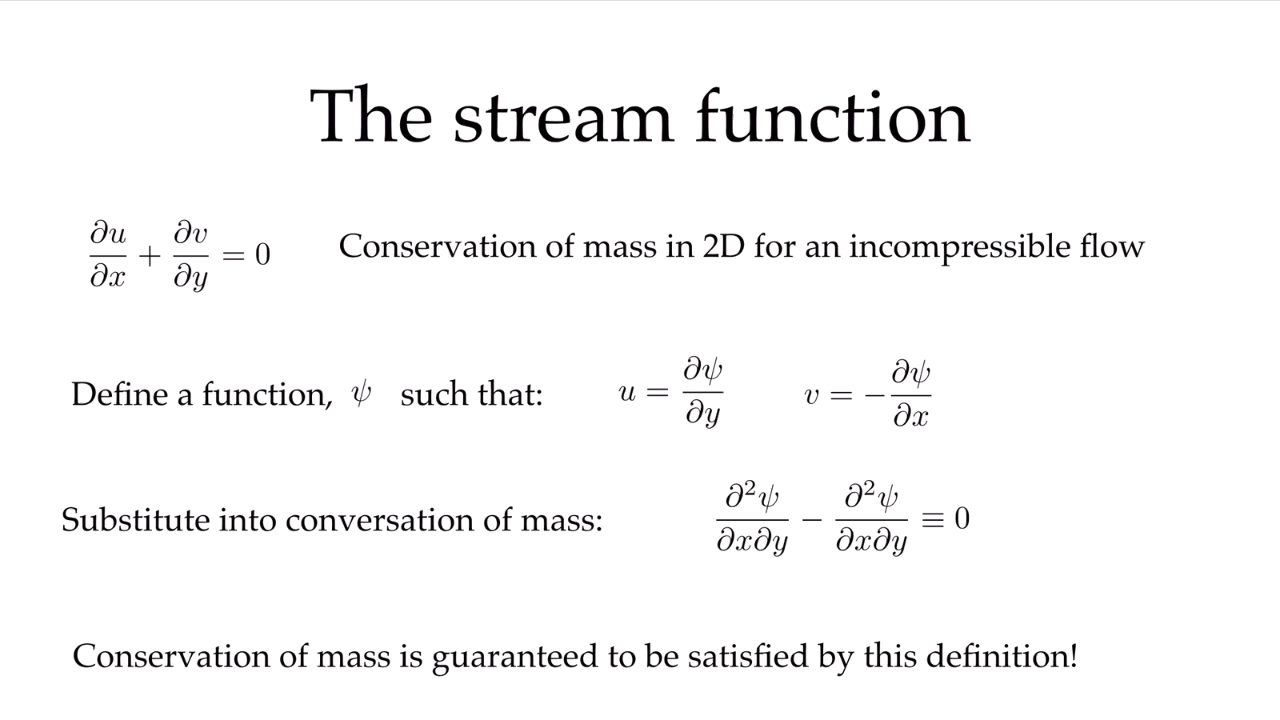 The stream function
∂u/∂x + ∂v/∂y = 0 Conservation of mass in 2D for an incompressible flow
Define a function, ψ such that: u = ∂ψ/∂y v = −∂ψ/∂x
Substitute into conversation of mass: ∂²ψ/∂x∂y − ∂²ψ/∂x∂y ≡ 0
Conservation of mass is guaranteed to be satisfied by this definition!